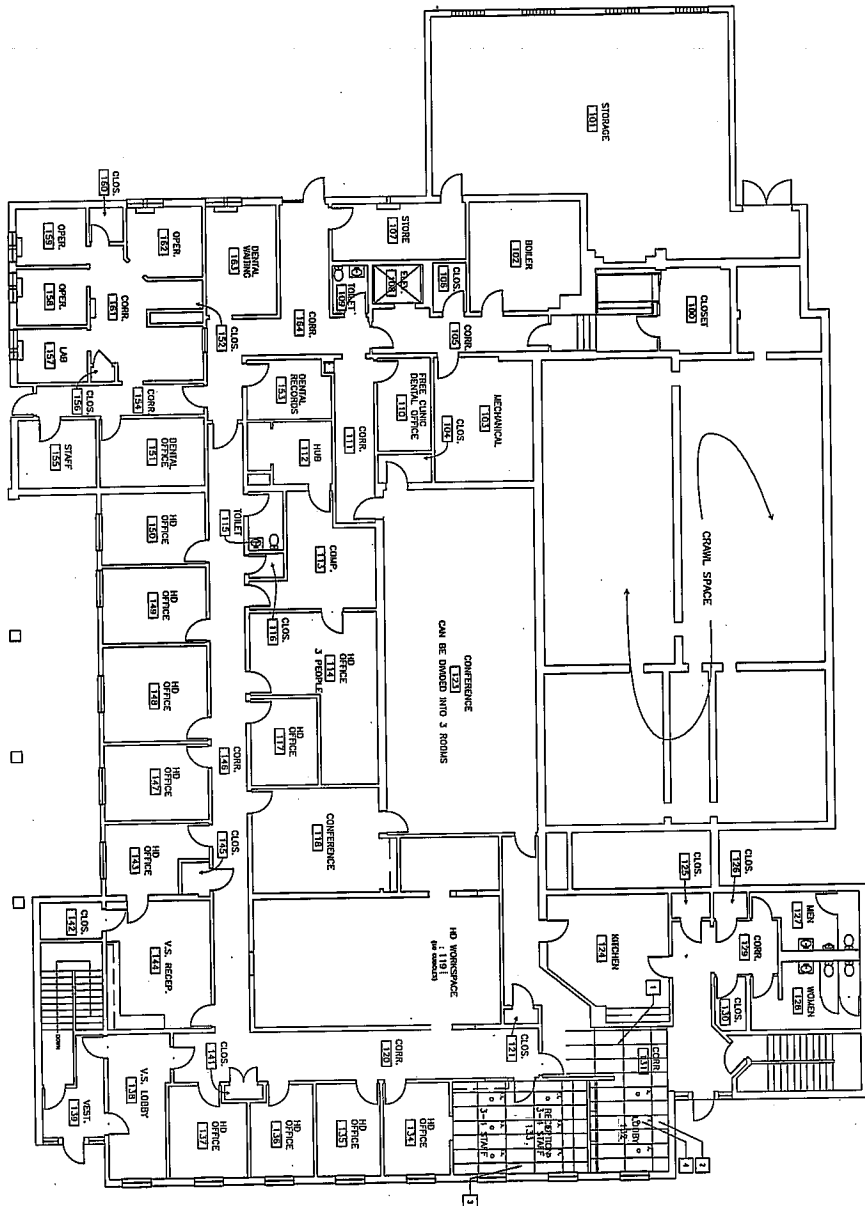 STORAGE
101
CLOS.
160
OPER.
159
OPER.
162
OPER.
158
CORR.
161
LAB
157
CLOS.
156
CLOS.
152
CORR.
154
DENTAL
WAITING
163
CORR.
164
STORE
107
TOILET
109
ELEV.
108
CLOS.
106
BOILER
102
CLOSET
100
CORR.
105
MECHANICAL
103
CLOS.
104
FREE CLINIC
DENTAL OFFICE
110
CORR.
111
DENTAL
RECORDS
153
HUB
112
STAFF
155
DENTAL
OFFICE
151
TOILET
115
COMP.
113
CLOS.
116
HD
OFFICE
150
HD
OFFICE
149
HD
OFFICE
148
HD
OFFICE
147
HD
OFFICE
143
HD
OFFICE
114
3 PEOPLE
HD
OFFICE
117
CORR.
146
CLOS.
145
CONFERENCE
118
CONFERENCE
123
CAN BE DIVIDED INTO 3 ROOMS
CRAWL SPACE
CLOS.
125
CLOS.
126
MEN
127
CORR.
129
WOMEN
128
CLOS.
130
KITCHEN
124
HD WORKSPACE
119
CLOS.
121
CORR.
120
CLOS.
142
V.S. RECEP.
144
DOWN
V.S. LOBBY
138
VEST.
139
CLOS.
141
HD
OFFICE
137
HD
OFFICE
136
HD
OFFICE
135
HD
OFFICE
134
RECEPTION
3-4 STAFF
133
3-4 STAFF
CORR.
131
LOBBY
132
1
2
4
3